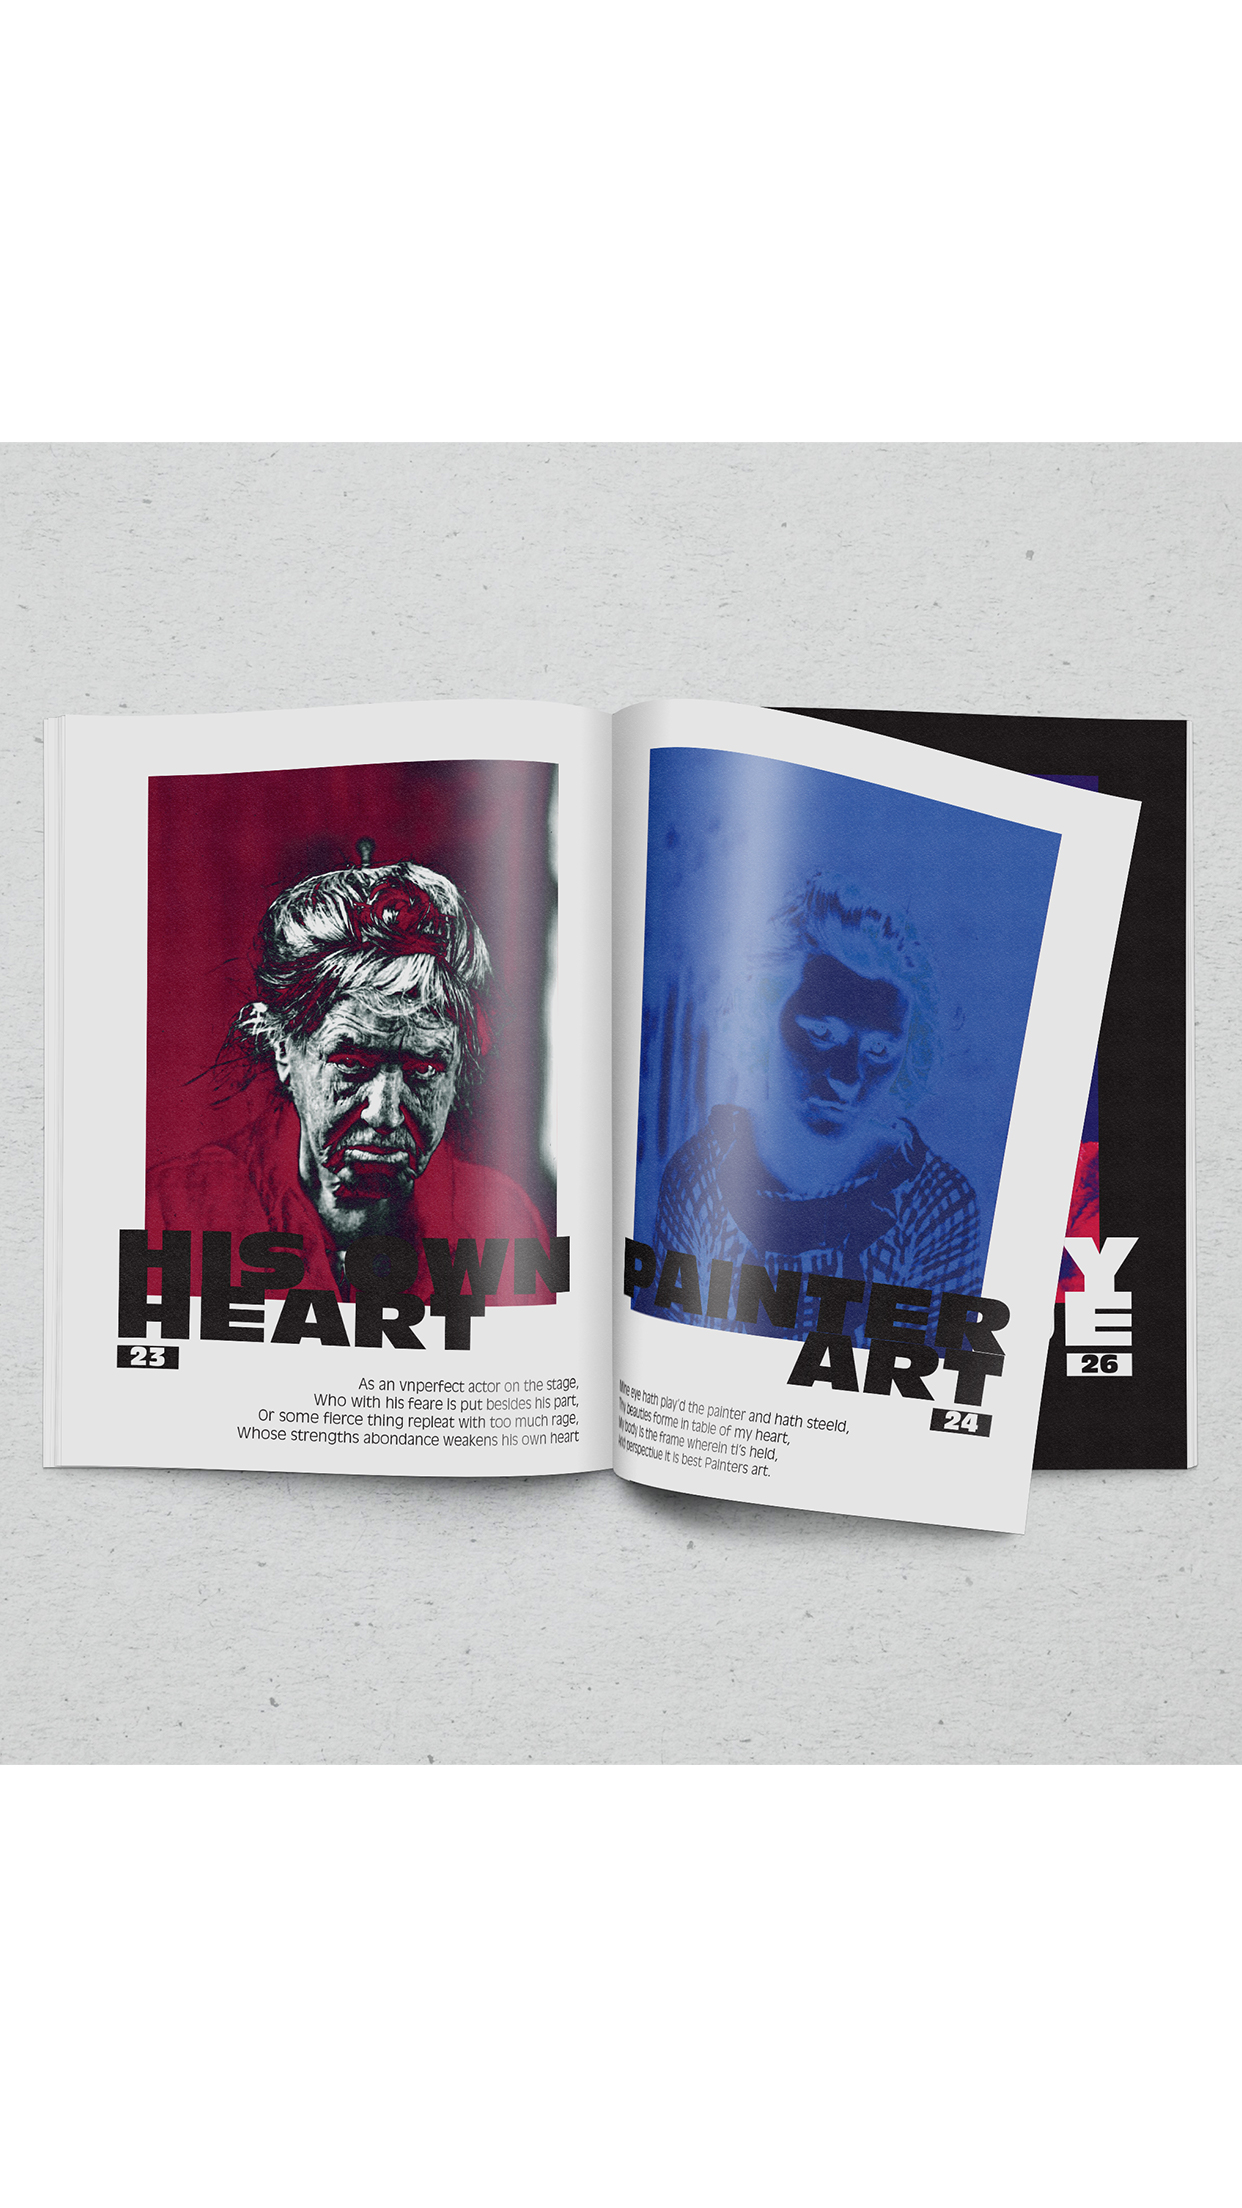 HIS OWN
HEART
23
As an vnperfect actor on the stage,
Who with his feare is put besides his part,
Or some fierce thing repleat with too much rage,
Whose strengths abondance weakens his own heart
PAINTER
ART
24
Mine eye hath play'd the painter and hath steeld,
Thy beauties forme in table of my heart,
My body is the frame wherein ti's held,
And perspectiue it is best Painters art.
Y
E
26